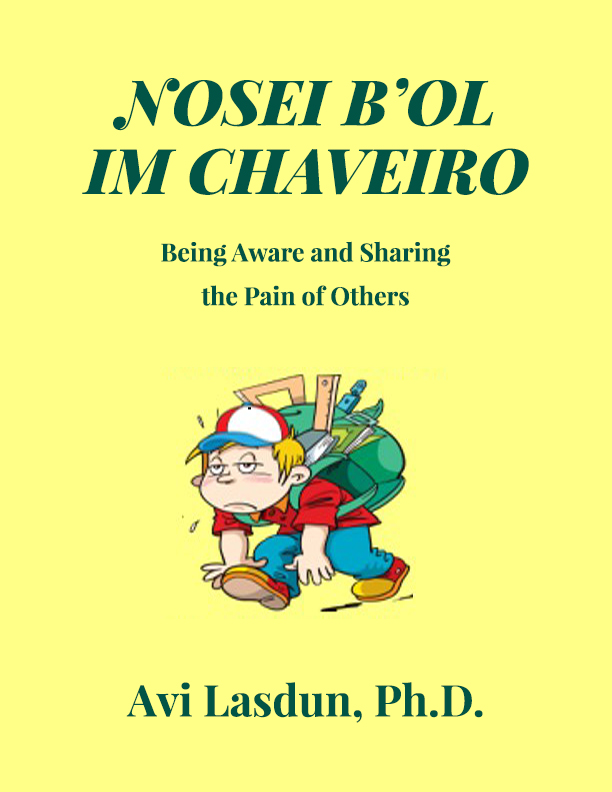 NOSEI B’OL
IM CHAVEIRO
Being Aware and Sharing
the Pain of Others
Avi Lasdun, Ph.D.